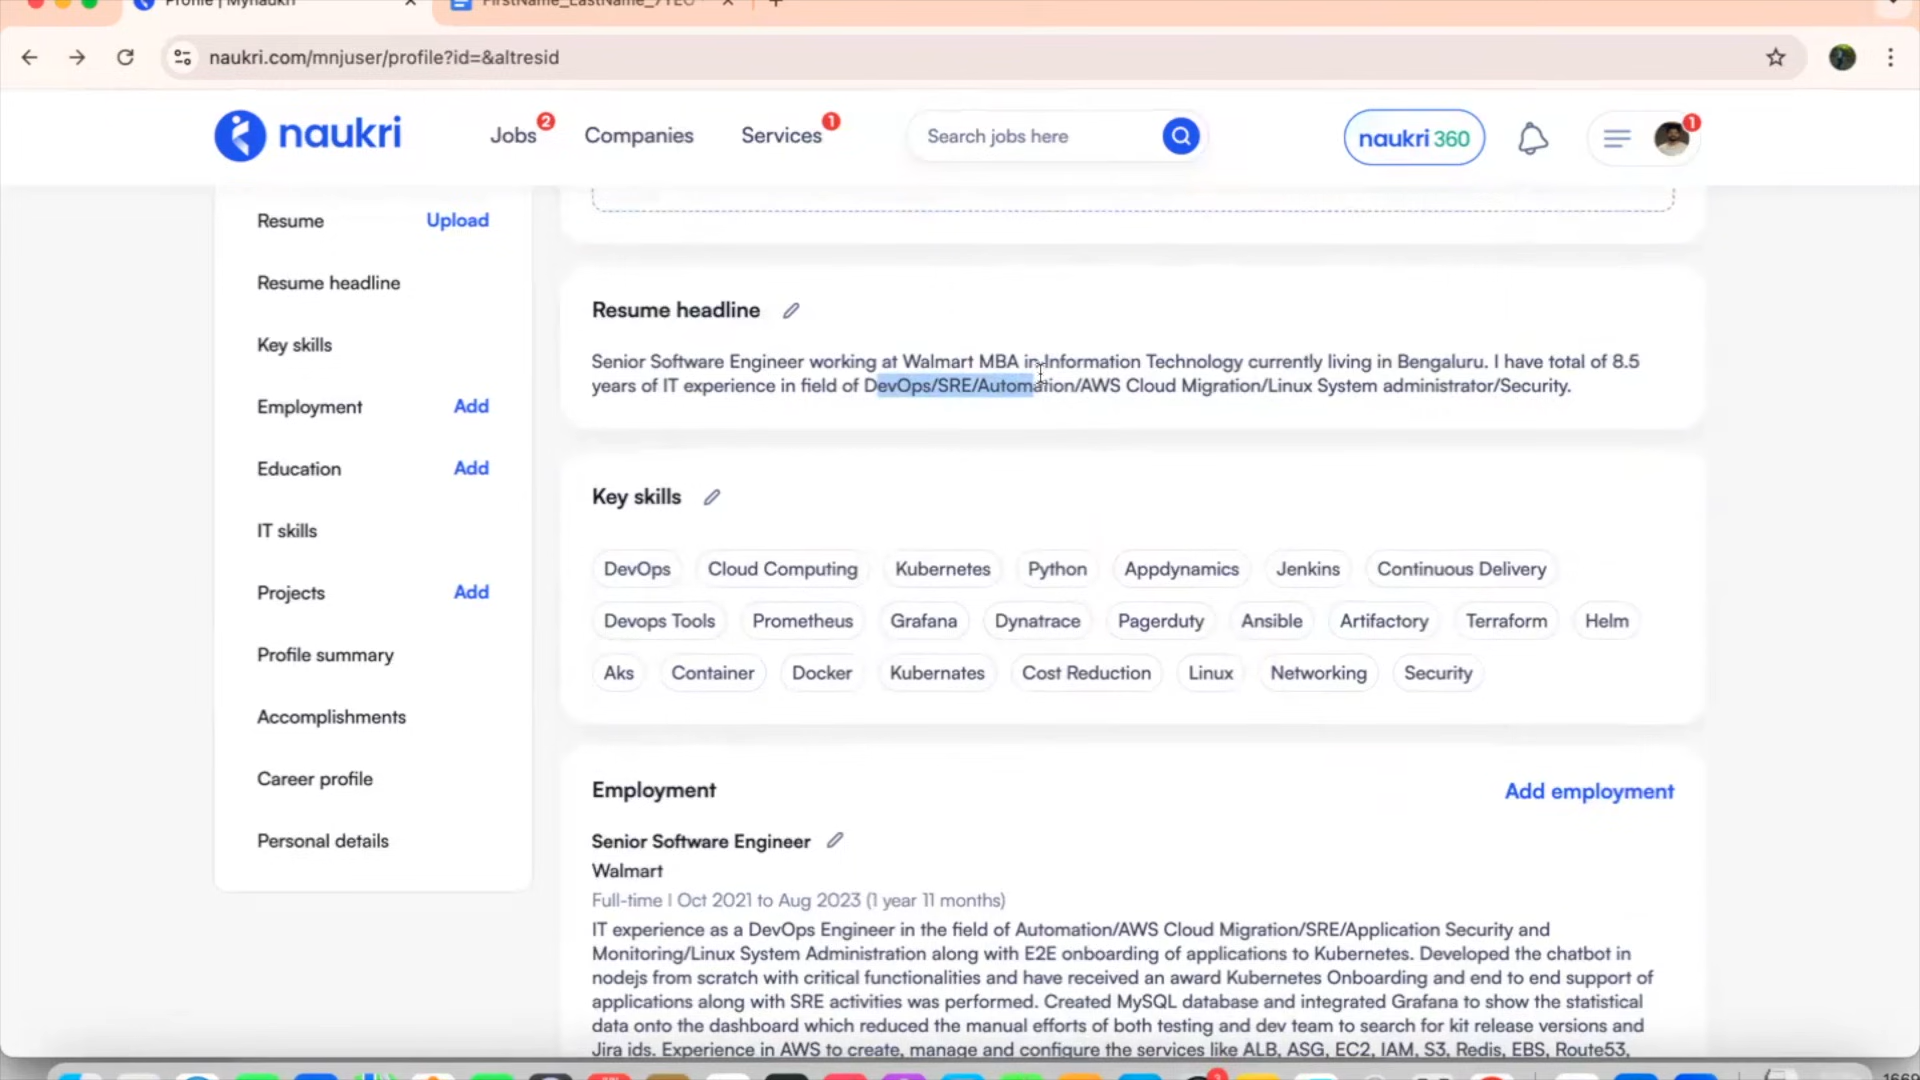 Profile | Mynaukri
FirstName_LastName_7YEO
naukri.com/mnjuser/profile?id=&altresid
naukri
Jobs 2
Companies
Services 1
Search jobs here
naukri 360
1
Resume Upload
Resume headline
Key skills
Employment Add
Education Add
IT skills
Projects Add
Profile summary
Accomplishments
Career profile
Personal details
Resume headline
Senior Software Engineer working at Walmart MBA in Information Technology currently living in Bengaluru. I have total of 8.5
years of IT experience in field of DevOps/SRE/Automation/AWS Cloud Migration/Linux System administrator/Security.
Key skills
DevOps Cloud Computing Kubernetes Python Appdynamics Jenkins Continuous Delivery
Devops Tools Prometheus Grafana Dynatrace Pagerduty Ansible Artifactory Terraform Helm
Aks Container Docker Kubernates Cost Reduction Linux Networking Security
Employment Add employment
Senior Software Engineer
Walmart
Full-time | Oct 2021 to Aug 2023 (1 year 11 months)
IT experience as a DevOps Engineer in the field of Automation/AWS Cloud Migration/SRE/Application Security and
Monitoring/Linux System Administration along with E2E onboarding of applications to Kubernetes. Developed the chatbot in
nodejs from scratch with critical functionalities and have received an award Kubernetes Onboarding and end to end support of
applications along with SRE activities was performed. Created MySQL database and integrated Grafana to show the statistical
data onto the dashboard which reduced the manual efforts of both testing and dev team to search for kit release versions and
Jira ids. Experience in AWS to create, manage and configure the services like ALB, ASG, EC2, IAM, S3, Redis, EBS, Route53,